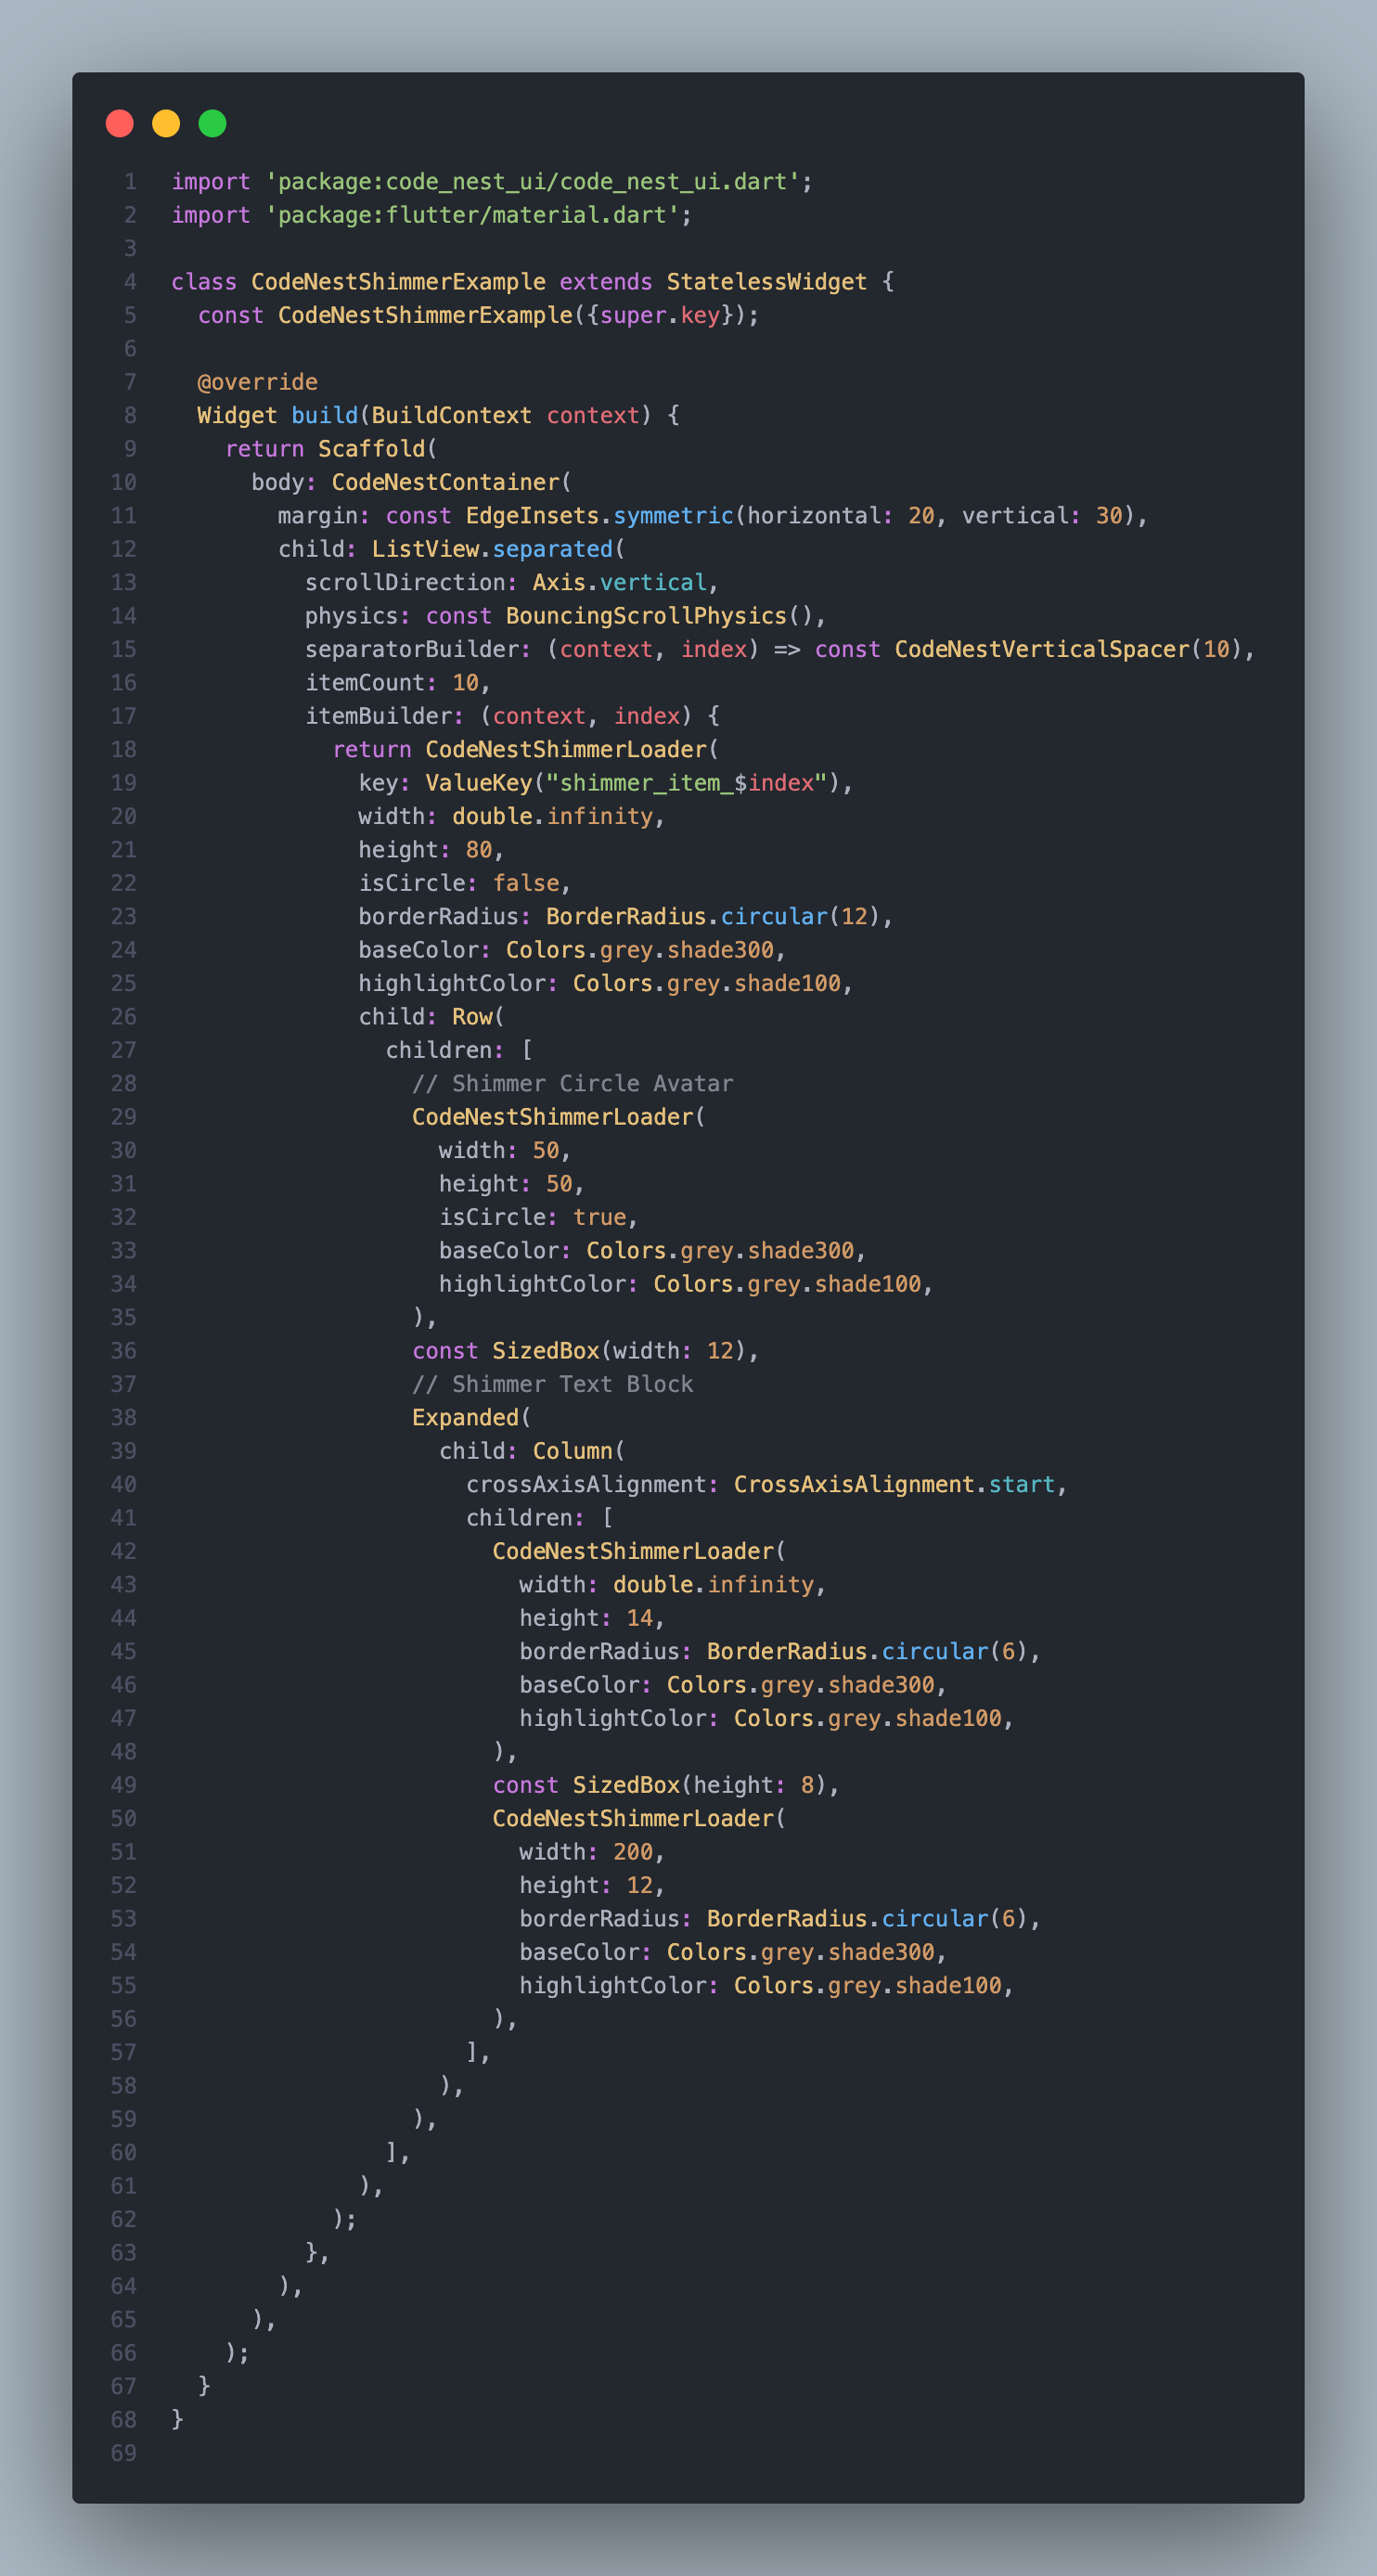 1 import 'package:code_nest_ui/code_nest_ui.dart';
2 import 'package:flutter/material.dart';
3
4 class CodeNestShimmerExample extends StatelessWidget {
5   const CodeNestShimmerExample({super.key});
6
7   @override
8   Widget build(BuildContext context) {
9     return Scaffold(
10       body: CodeNestContainer(
11         margin: const EdgeInsets.symmetric(horizontal: 20, vertical: 30),
12         child: ListView.separated(
13           scrollDirection: Axis.vertical,
14           physics: const BouncingScrollPhysics(),
15           separatorBuilder: (context, index) => const CodeNestVerticalSpacer(10),
16           itemCount: 10,
17           itemBuilder: (context, index) {
18             return CodeNestShimmerLoader(
19               key: ValueKey("shimmer_item_$index"),
20               width: double.infinity,
21               height: 80,
22               isCircle: false,
23               borderRadius: BorderRadius.circular(12),
24               baseColor: Colors.grey.shade300,
25               highlightColor: Colors.grey.shade100,
26               child: Row(
27                 children: [
28                   // Shimmer Circle Avatar
29                   CodeNestShimmerLoader(
30                     width: 50,
31                     height: 50,
32                     isCircle: true,
33                     baseColor: Colors.grey.shade300,
34                     highlightColor: Colors.grey.shade100,
35                   ),
36                   const SizedBox(width: 12),
37                   // Shimmer Text Block
38                   Expanded(
39                     child: Column(
40                       crossAxisAlignment: CrossAxisAlignment.start,
41                       children: [
42                         CodeNestShimmerLoader(
43                           width: double.infinity,
44                           height: 14,
45                           borderRadius: BorderRadius.circular(6),
46                           baseColor: Colors.grey.shade300,
47                           highlightColor: Colors.grey.shade100,
48                         ),
49                         const SizedBox(height: 8),
50                         CodeNestShimmerLoader(
51                           width: 200,
52                           height: 12,
53                           borderRadius: BorderRadius.circular(6),
54                           baseColor: Colors.grey.shade300,
55                           highlightColor: Colors.grey.shade100,
56                         ),
57                       ],
58                     ),
59                   ),
60                 ],
61               ),
62             );
63           },
64         ),
65       ),
66     );
67   }
68 }
69